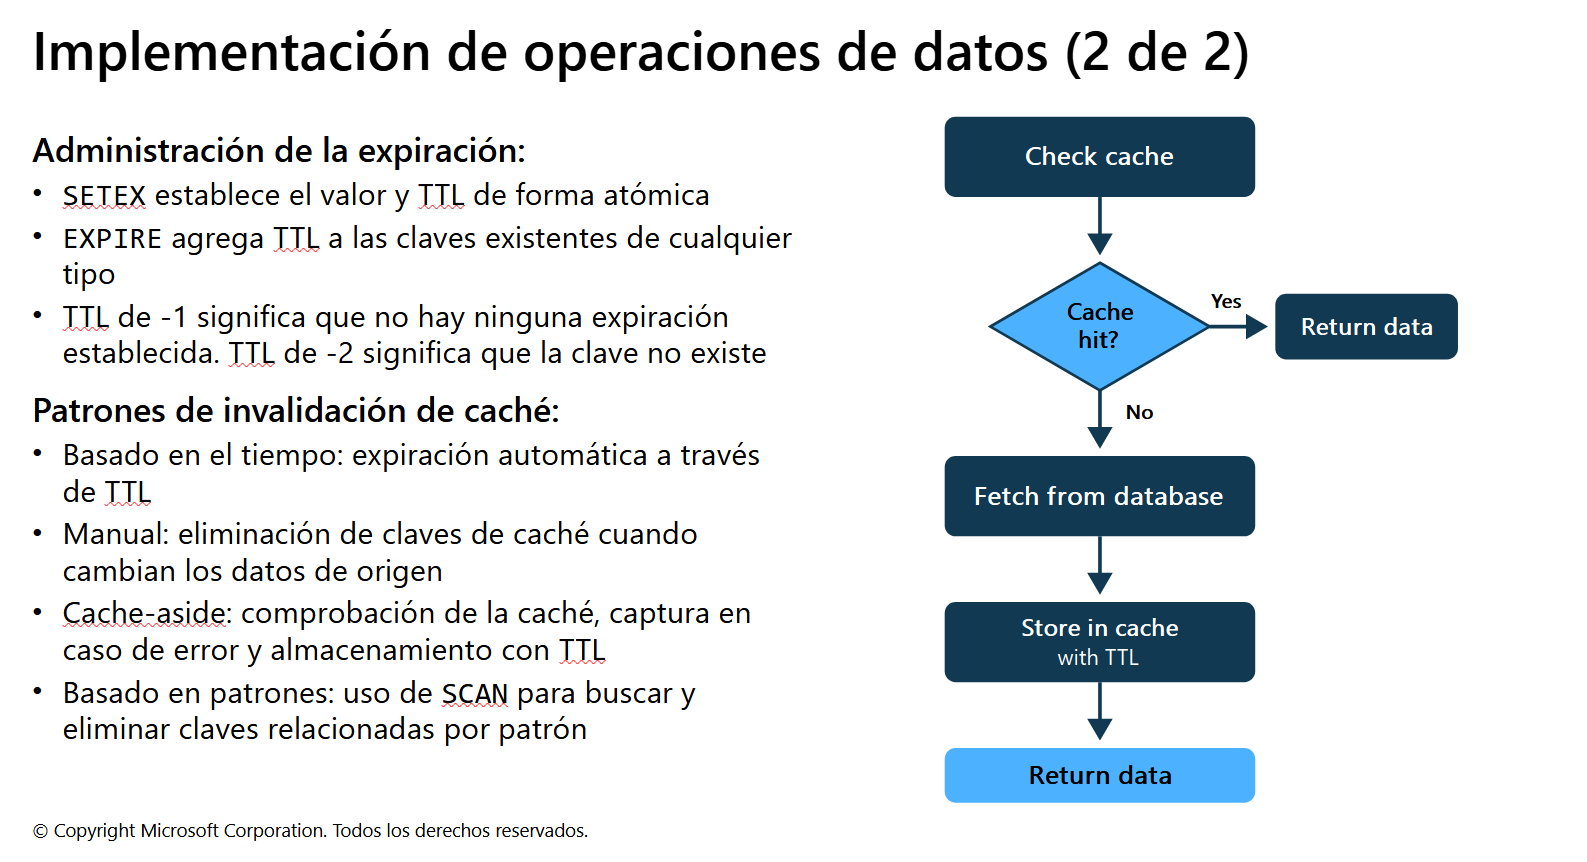 Implementación de operaciones de datos (2 de 2)
Administración de la expiración:
• SETEX establece el valor y TTL de forma atómica
• EXPIRE agrega TTL a las claves existentes de cualquier
tipo
• TTL de -1 significa que no hay ninguna expiración
establecida. TTL de -2 significa que la clave no existe
Patrones de invalidación de caché:
• Basado en el tiempo: expiración automática a través
de TTL
• Manual: eliminación de claves de caché cuando
cambian los datos de origen
• Cache-aside: comprobación de la caché, captura en
caso de error y almacenamiento con TTL
• Basado en patrones: uso de SCAN para buscar y
eliminar claves relacionadas por patrón
Check cache
Cache
hit?
Yes
Return data
No
Fetch from database
Store in cache
with TTL
Return data
© Copyright Microsoft Corporation. Todos los derechos reservados.